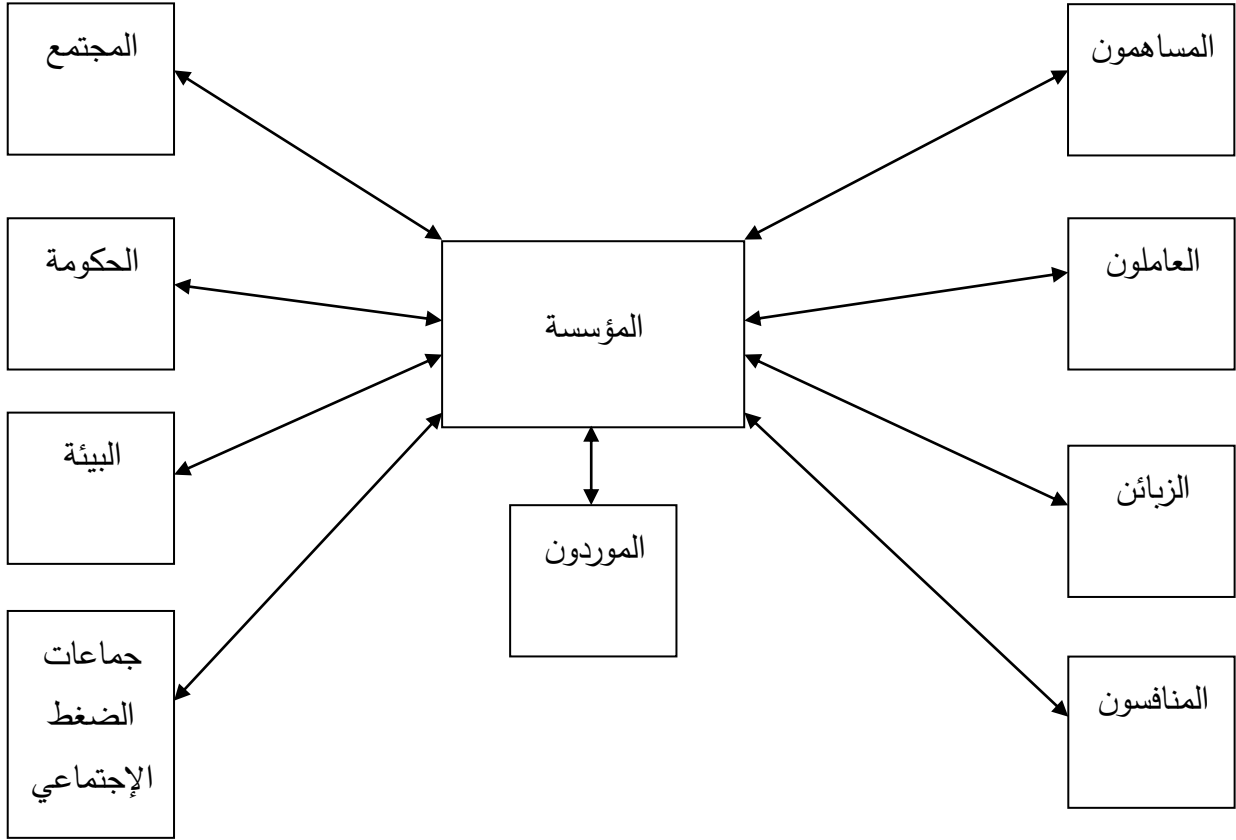 المساهمون
المجتمع
العاملون
الحكومة
المؤسسة
الزبائن
البيئة
الموردون
المنافسون
جماعات
الضغط
الإجتماعي